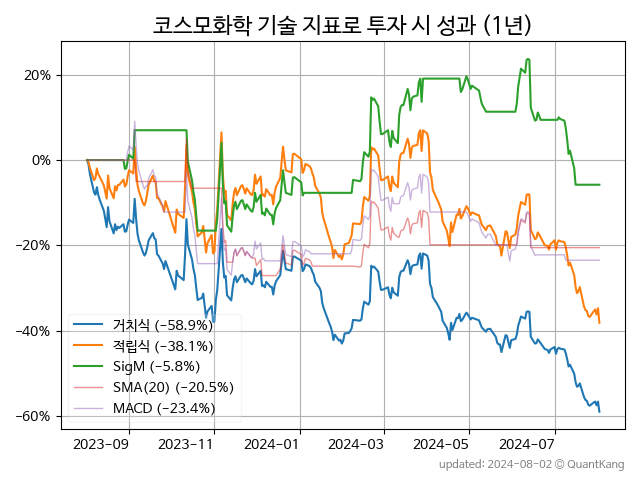 코스모화학 기술 지표로 투자 시 성과 (1년)
20%
0%
−20%
−40%
−60%
거치식 (−58.9%)
적립식 (−38.1%)
SigM (−5.8%)
SMA(20) (−20.5%)
MACD (−23.4%)
2023-09 2023-11 2024-01 2024-03 2024-05 2024-07
updated: 2024-08-02 © QuantKang